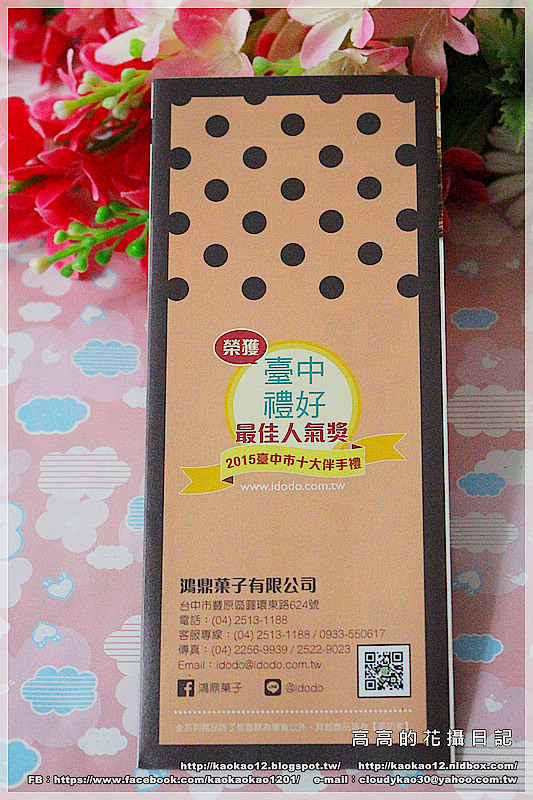 榮獲
臺中
禮好
最佳人氣獎
2015臺中市十大伴手禮
www.idodo.com.tw
鴻鼎菓子有限公司
台中市豐原區圓環東路624號
電話：(04) 2513-1188
客服專線：(04) 2513-1188 / 0933-550617
傳真：(04) 2256-9939 / 2522-9023
Email：idodo@idodo.com.tw
鴻鼎菓子 @idodo
高高的花攝日記
http://kaokao12.blogspot.tw/ http://kaokao12.nidbox.com/
FB：https://www.facebook.com/kaokaokao1201/ e-mail：cloudykao30@yahoo.com.tw